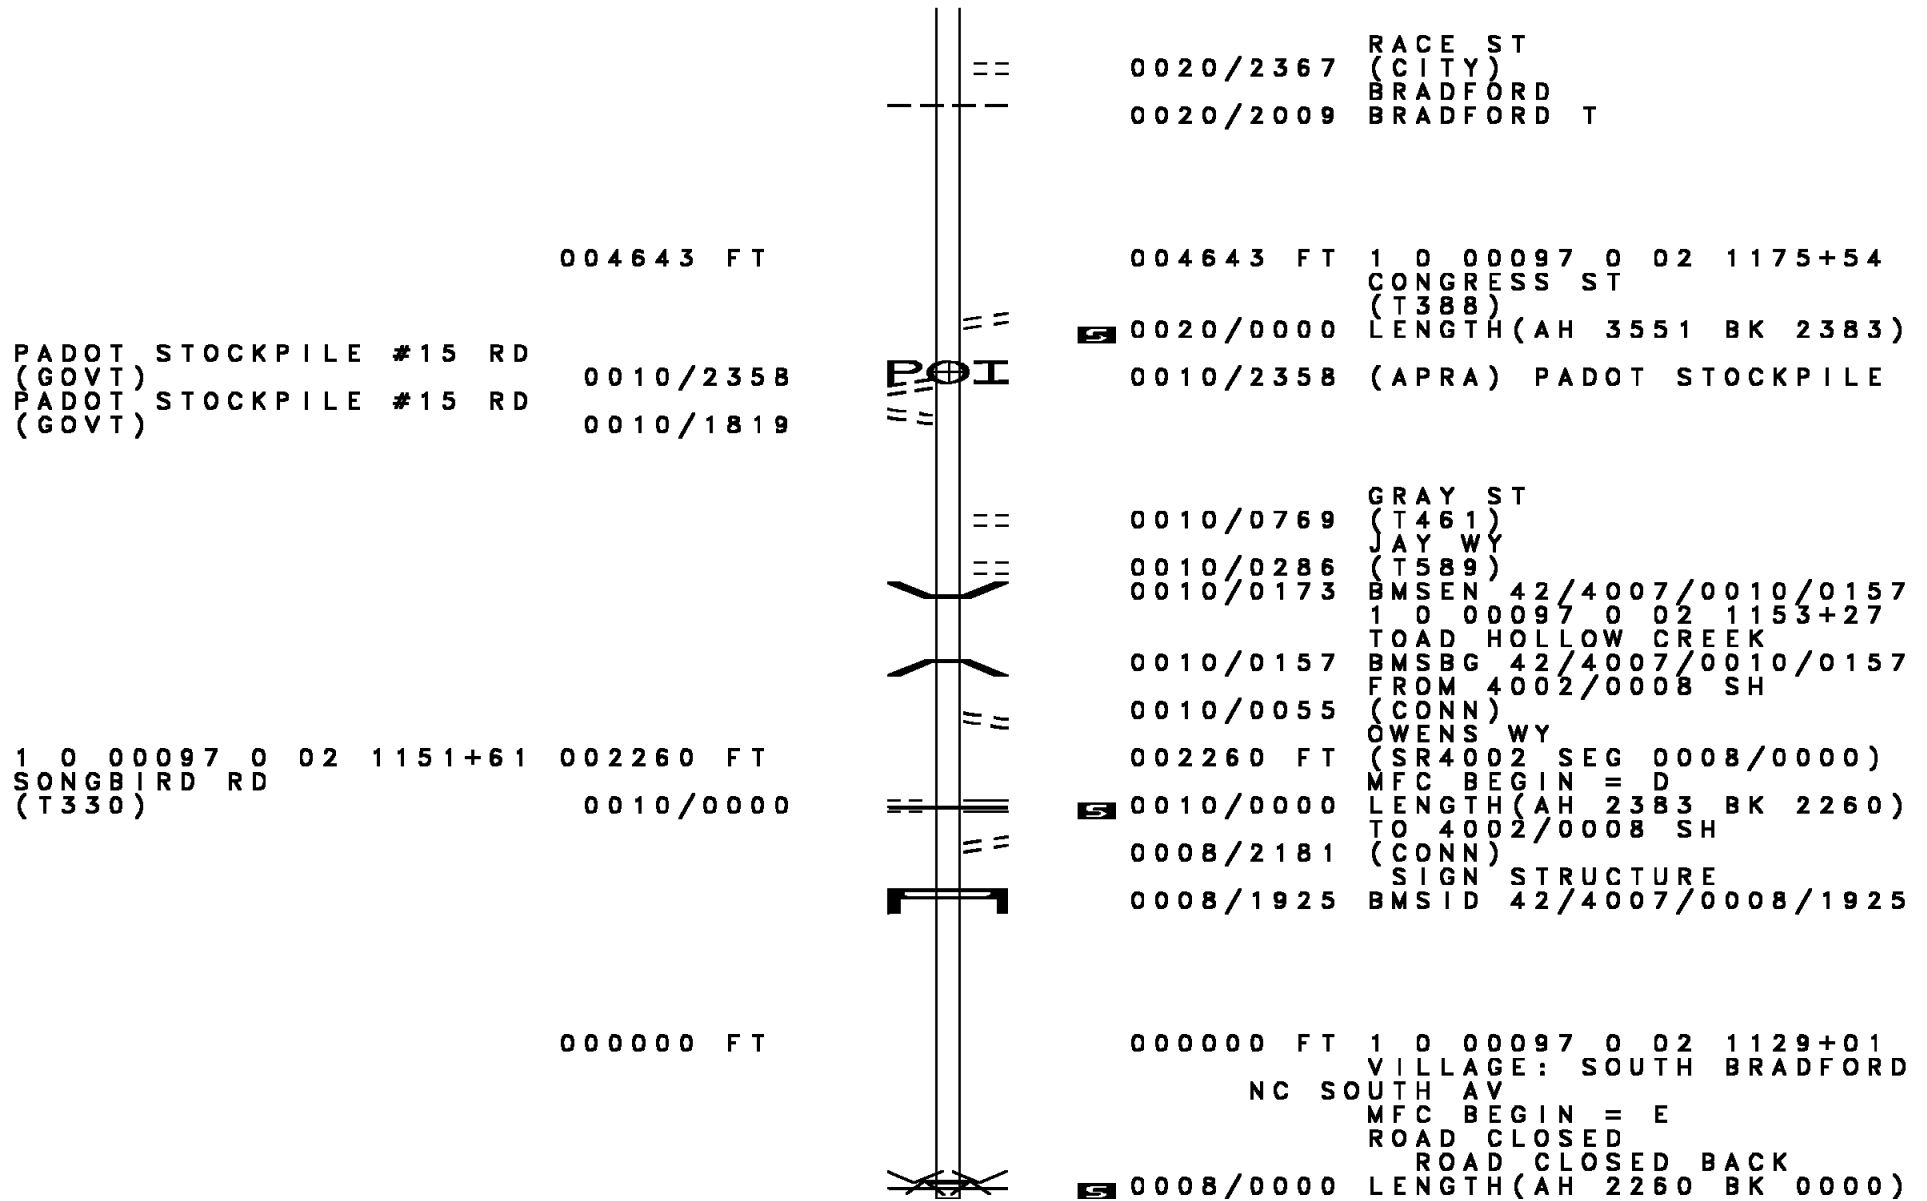 RACE ST
0020/2367 (CITY)
BRADFORD
0020/2009 BRADFORD T
004643 FT 004643 FT 1 0 00097 0 02 1175+54
CONGRESS ST
(T388)
S 0020/0000 LENGTH(AH 3551 BK 2383)
PADOT STOCKPILE #15 RD
(GOVT) 0010/2358 POI 0010/2358 (APRA) PADOT STOCKPILE
PADOT STOCKPILE #15 RD
(GOVT) 0010/1819
GRAY ST
0010/0769 (T461)
JAY WY
0010/0286 (T589)
0010/0173 BMSEN 42/4007/0010/0157
1 0 00097 0 02 1153+27
TOAD HOLLOW CREEK
0010/0157 BMSBG 42/4007/0010/0157
FROM 4002/0008 SH
0010/0055 (CONN)
OWENS WY
1 0 00097 0 02 1151+61 002260 FT 002260 FT (SR4002 SEG 0008/0000)
SONGBIRD RD MFC BEGIN = D
(T330) 0010/0000 S 0010/0000 LENGTH(AH 2383 BK 2260)
TO 4002/0008 SH
0008/2181 (CONN)
SIGN STRUCTURE
0008/1925 BMSID 42/4007/0008/1925
000000 FT 000000 FT 1 0 00097 0 02 1129+01
VILLAGE: SOUTH BRADFORD
NC SOUTH AV
MFC BEGIN = E
ROAD CLOSED
ROAD CLOSED BACK
S 0008/0000 LENGTH(AH 2260 BK 0000)